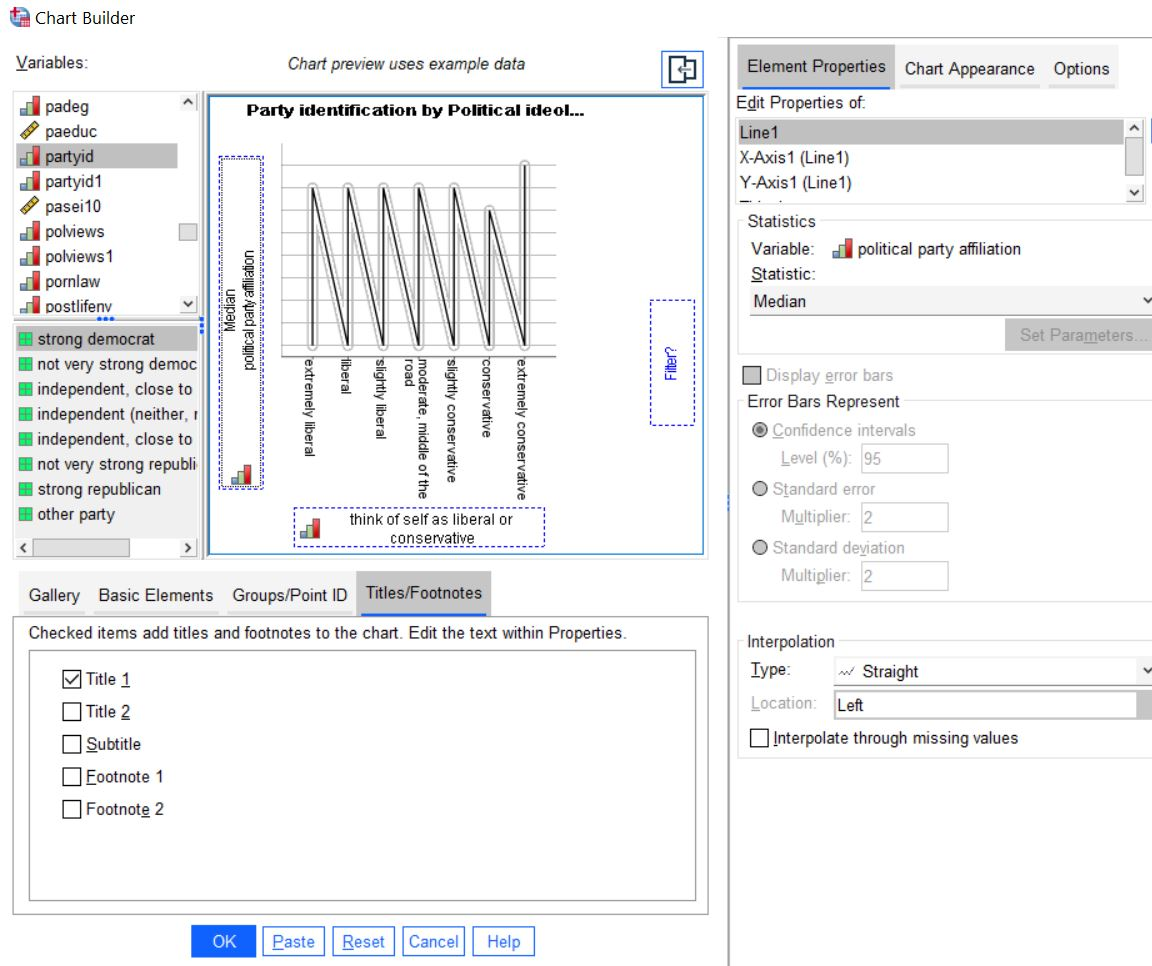 Chart Builder
Variables:
Chart preview uses example data
padeg
paeduc
partyid
partyid1
pasei10
polviews
polviews1
pornlaw
postlifenv
strong democrat
not very strong democ
independent, close to
independent (neither, r
independent, close to
not very strong republi
strong republican
other party
Party identification by Political ideol...
Median
political party affiliation
extremely liberal
liberal
slightly liberal
moderate, middle of the
road
slightly conservative
conservative
extremely conservative
Filter?
think of self as liberal or
conservative
Gallery Basic Elements Groups/Point ID Titles/Footnotes
Checked items add titles and footnotes to the chart. Edit the text within Properties.
Title 1
Title 2
Subtitle
Footnote 1
Footnote 2
OK Paste Reset Cancel Help
Element Properties Chart Appearance Options
Edit Properties of:
Line1
X-Axis1 (Line1)
Y-Axis1 (Line1)
Statistics
Variable: political party affiliation
Statistic:
Median
Set Parameters...
Display error bars
Error Bars Represent
Confidence intervals
Level (%): 95
Standard error
Multiplier: 2
Standard deviation
Multiplier: 2
Interpolation
Type: Straight
Location: Left
Interpolate through missing values